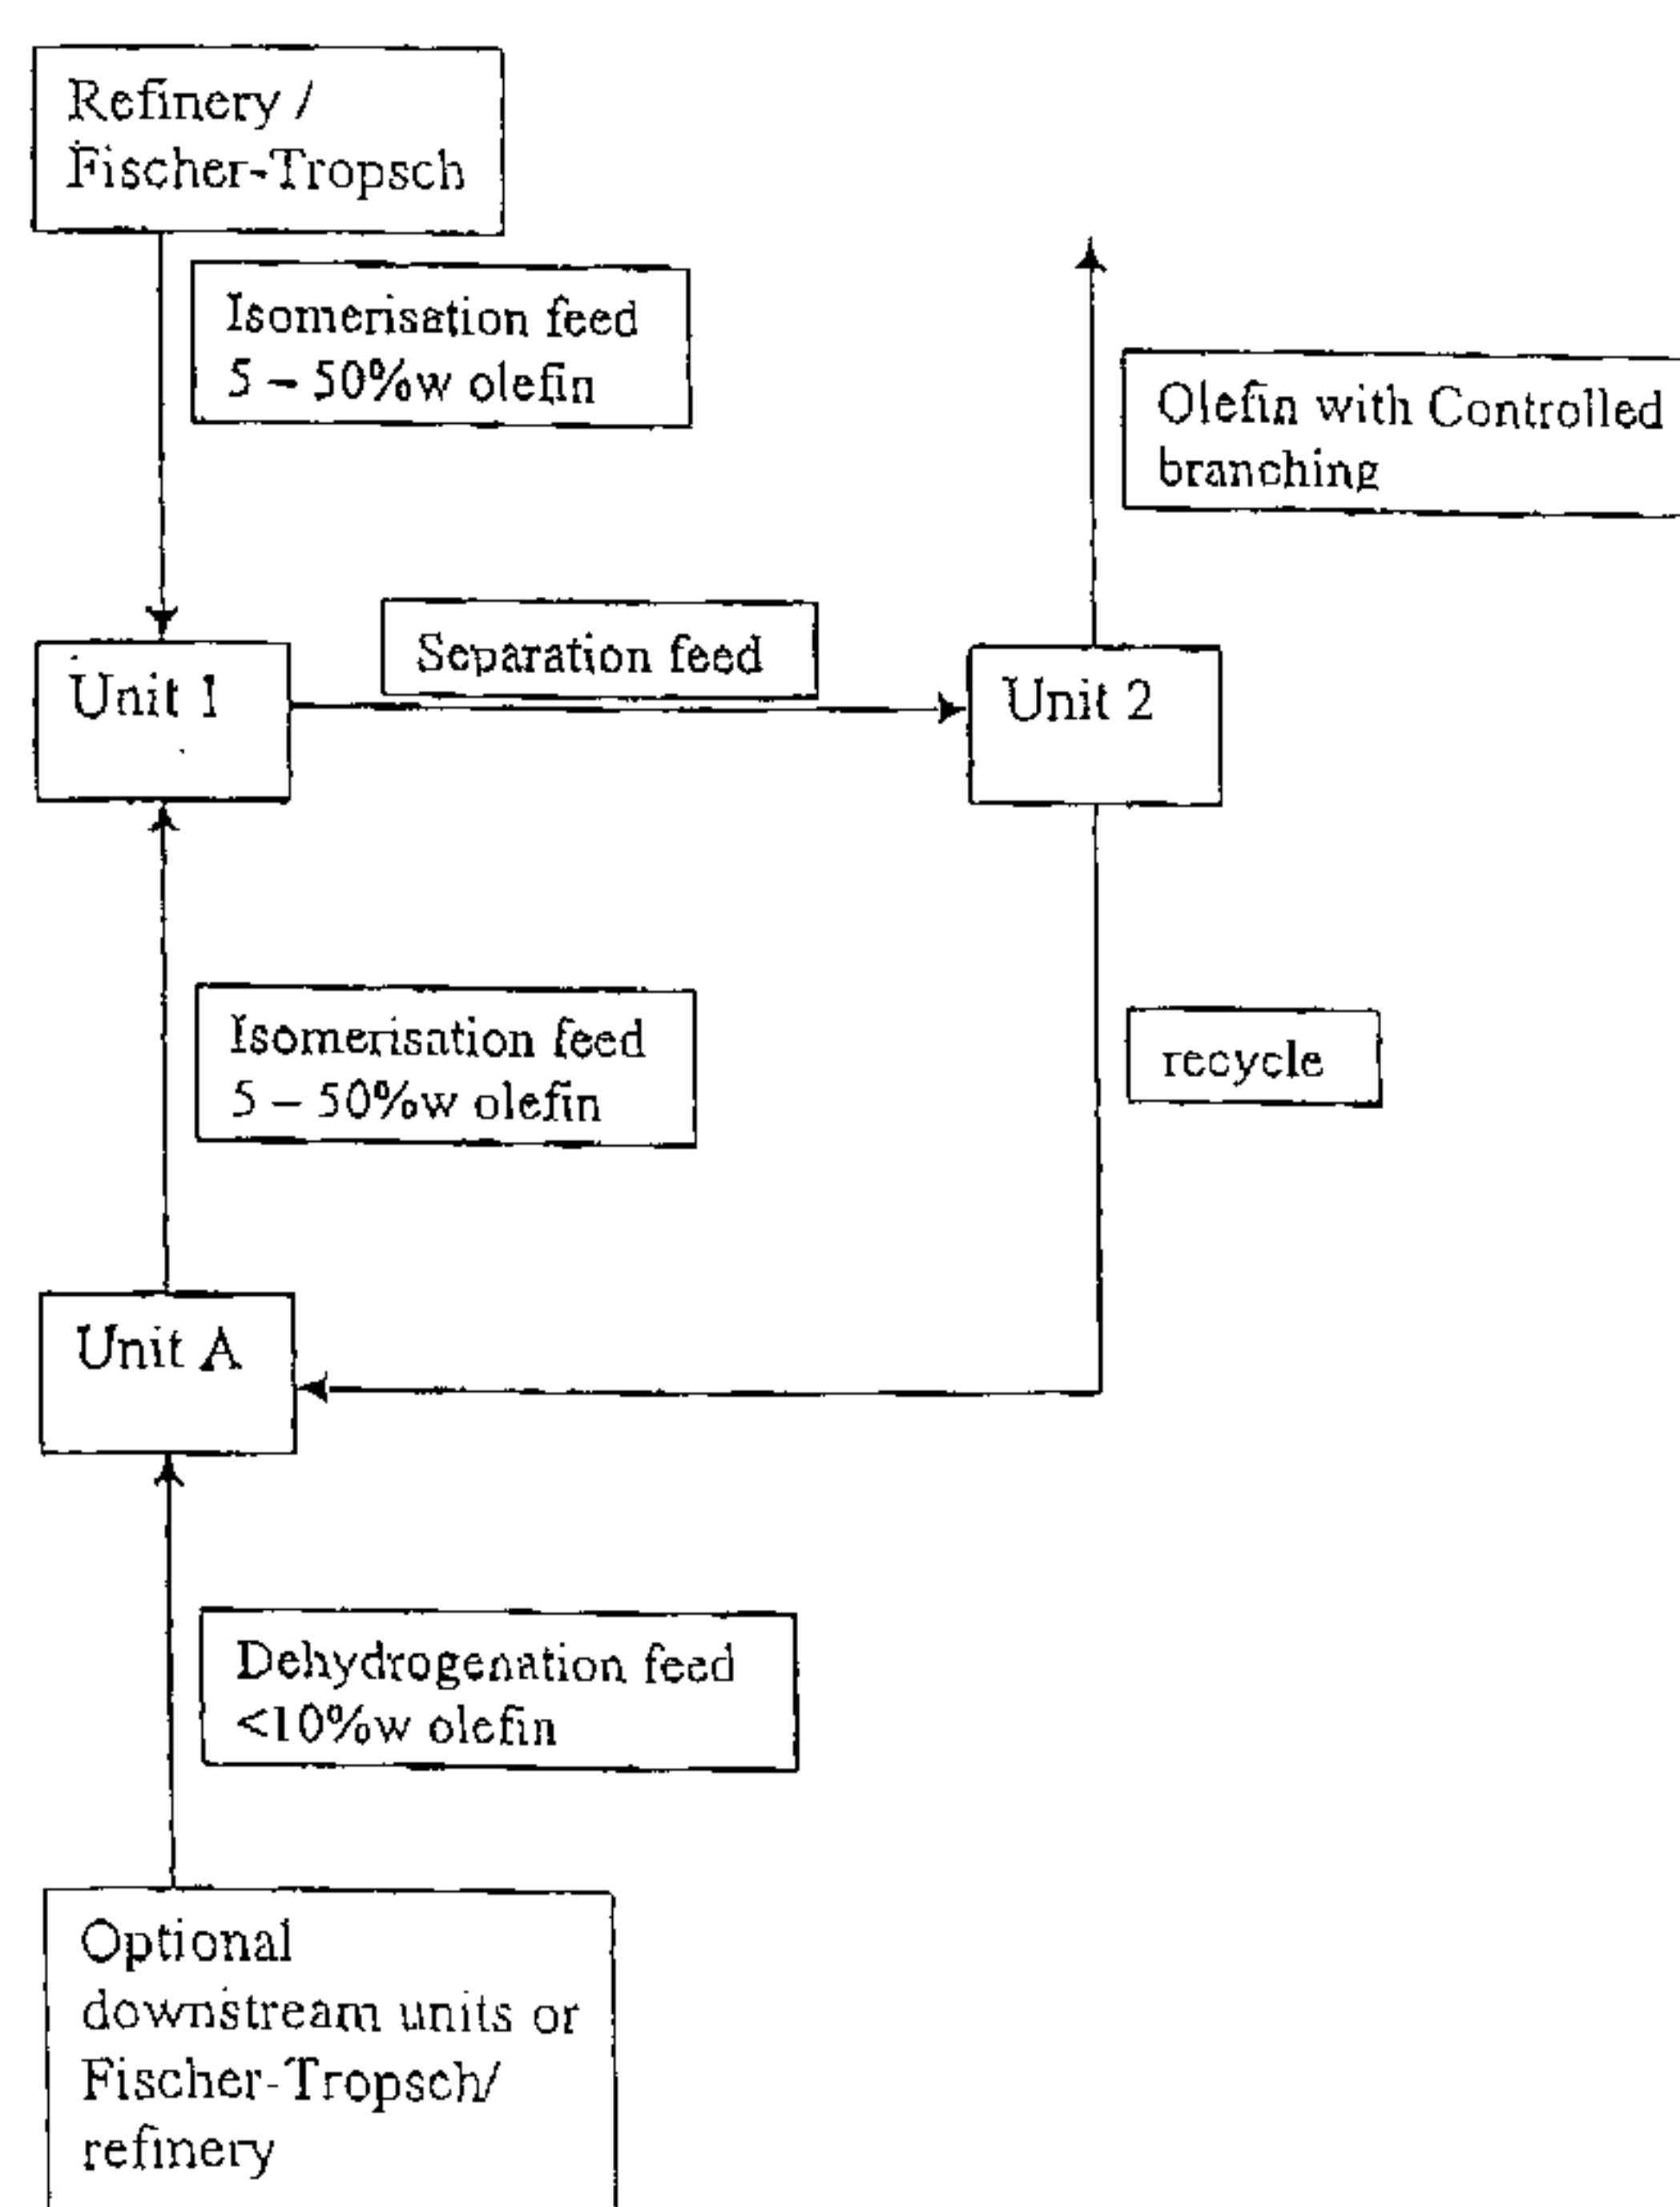 Refinery /
Fischer-Tropsch
Isomerisation feed
5 – 50%w olefin
Olefin with Controlled
branching
Separation feed
Unit 1
Unit 2
Isomerisation feed
5 – 50%w olefin
recycle
Unit A
Dehydrogenation feed
<10%w olefin
Optional
downstream units or
Fischer-Tropsch/
refinery